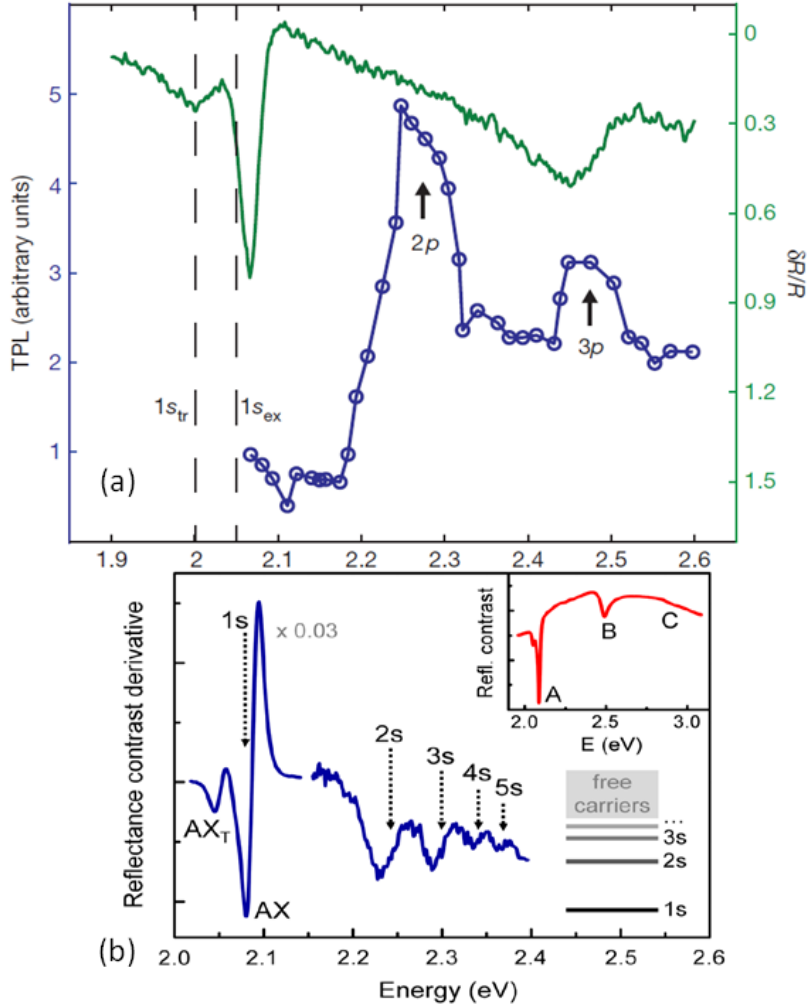 0
0.3
0.6
0.9
1.2
1.5
δR/R
5
4
3
2
1
TPL (arbitrary units)
2p
3p
1s_tr
1s_ex
(a)
1.9 2 2.1 2.2 2.3 2.4 2.5 2.6
Reflectance contrast derivative
1s
x 0.03
2s
3s
4s
5s
AX_T
AX
Refl. contrast
A
B
C
2.0 2.5 3.0
E (eV)
free
carriers
...
3s
2s
1s
(b)
2.0 2.1 2.2 2.3 2.4 2.5 2.6
Energy (eV)